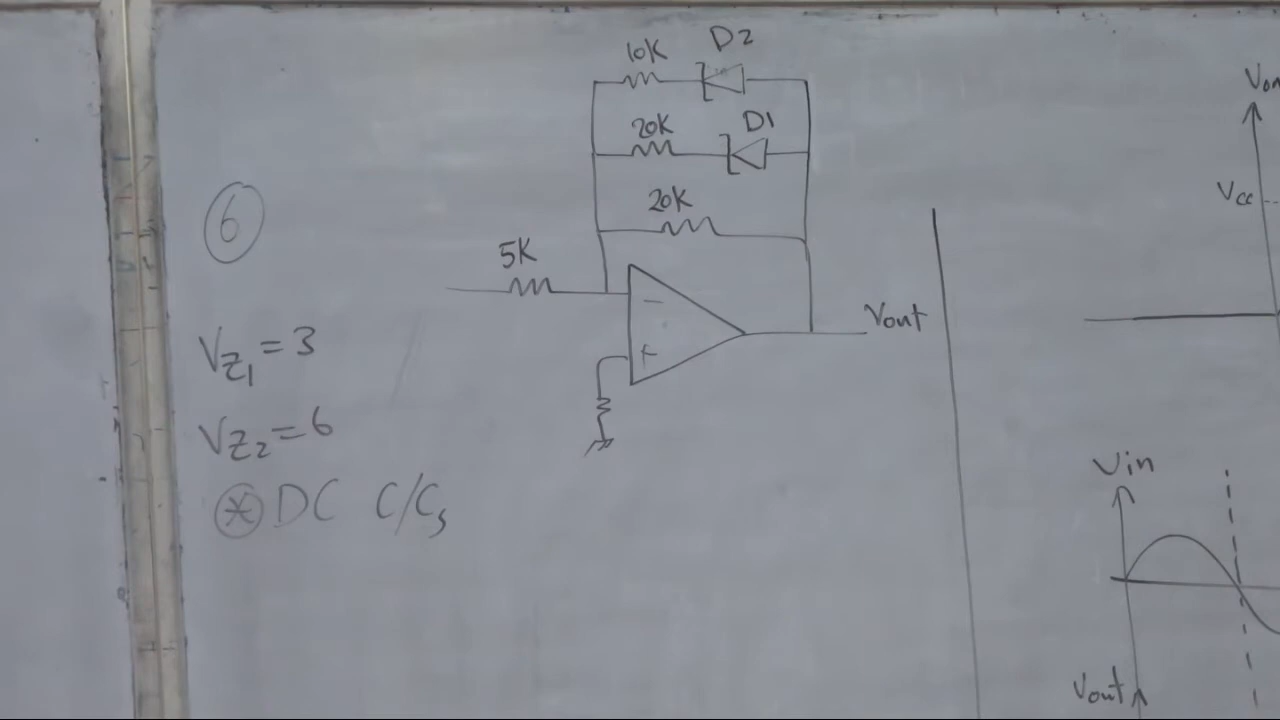 10K
D2
20K
D1
20K
6
5K
-
+
Vout
VZ1 = 3
VZ2 = 6
* DC C/Cs
Vcc
Vin
Vout